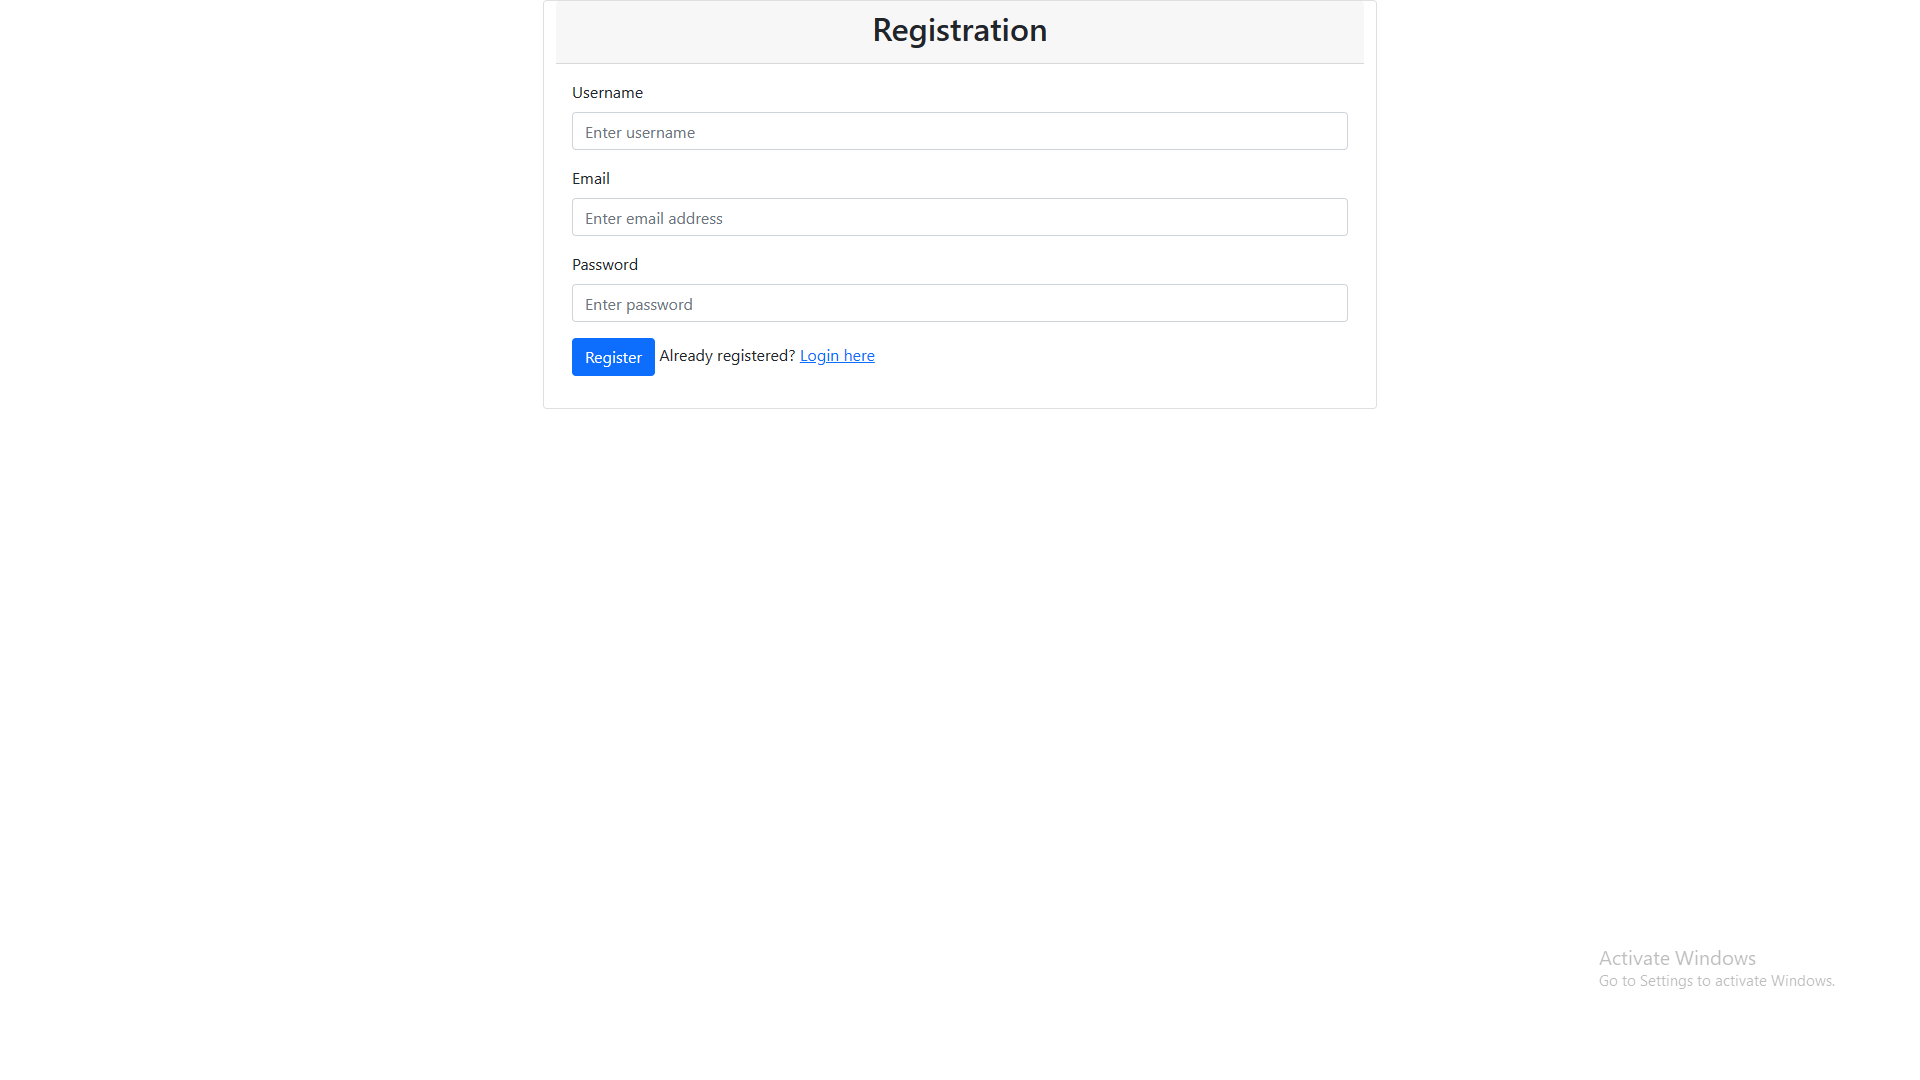 Registration
Username
Enter username
Email
Enter email address
Password
Enter password
Register Already registered? Login here
Activate Windows
Go to Settings to activate Windows.